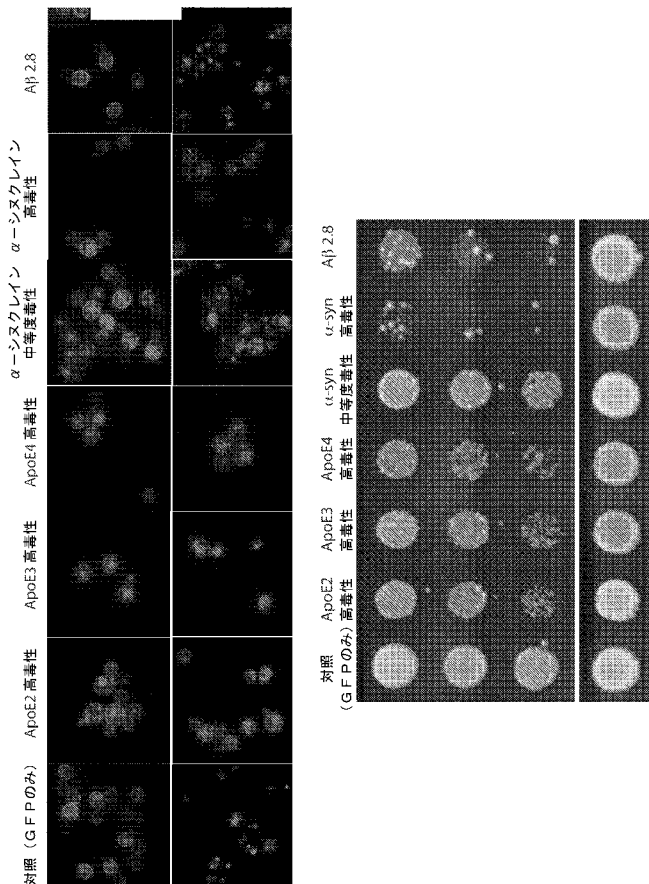 対照（ＧＦＰのみ）
ApoE2 高毒性
ApoE3 高毒性
ApoE4 高毒性
α－シヌクレイン
中等度毒性
α－シヌクレイン
高毒性
Aβ 2.8
対照
（ＧＦＰのみ）
ApoE2
高毒性
ApoE3
高毒性
ApoE4
高毒性
α-syn
中等度毒性
α-syn
高毒性
Aβ 2.8